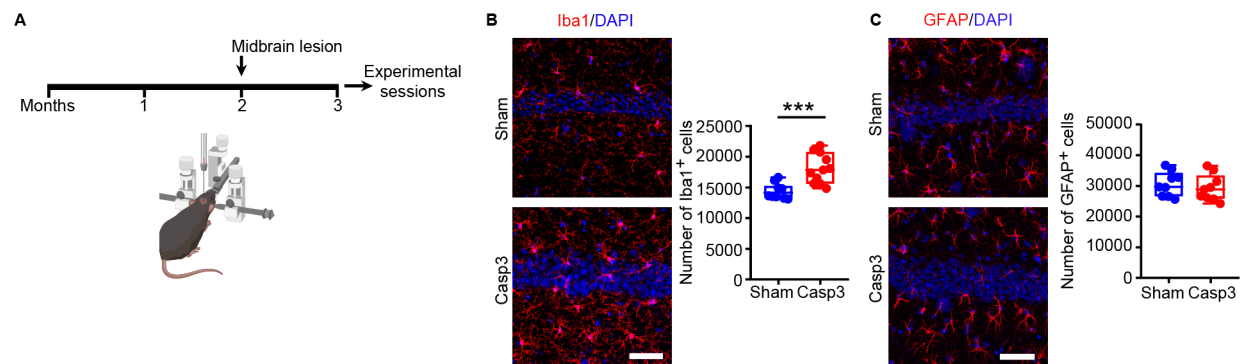 A
Midbrain lesion
Experimental
sessions
Months
1
2
3
B
Iba1/DAPI
Sham
Casp3
Number of Iba1+ cells
***
25000
20000
15000
10000
5000
0
Sham Casp3
C
GFAP/DAPI
Sham
Casp3
Number of GFAP+ cells
50000
40000
30000
20000
10000
0
Sham Casp3